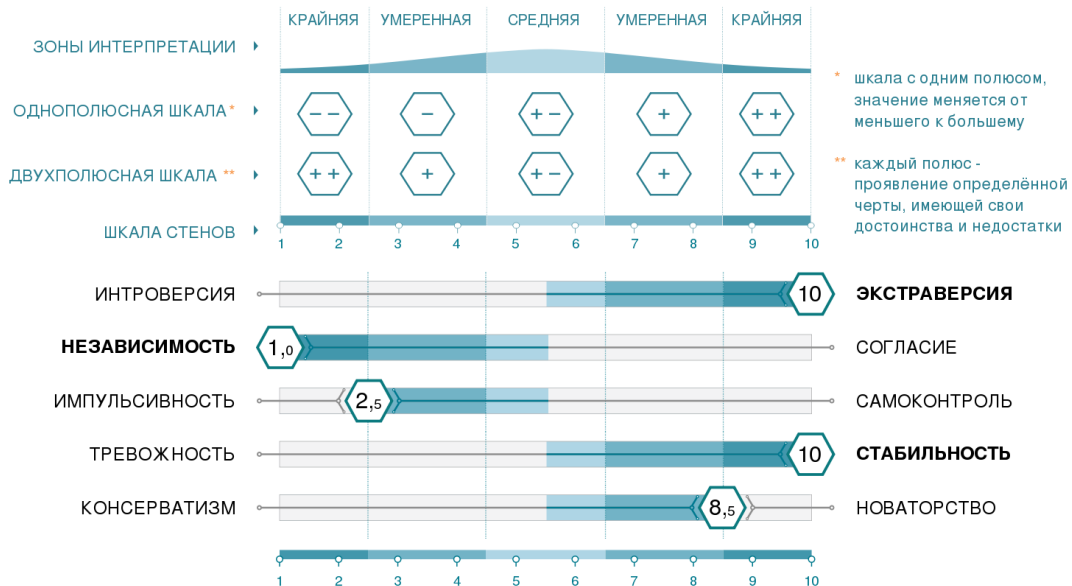 КРАЙНЯЯ УМЕРЕННАЯ СРЕДНЯЯ УМЕРЕННАЯ КРАЙНЯЯ
ЗОНЫ ИНТЕРПРЕТАЦИИ
ОДНОПОЛЮСНАЯ ШКАЛА * - - - + - + + +
ДВУХПОЛЮСНАЯ ШКАЛА ** + + + + - + + +
ШКАЛА СТЕНОВ
1 2 3 4 5 6 7 8 9 10
* шкала с одним полюсом,
значение меняется от
меньшего к большему
** каждый полюс -
проявление определённой
черты, имеющей свои
достоинства и недостатки
ИНТРОВЕРСИЯ 10 ЭКСТРАВЕРСИЯ
НЕЗАВИСИМОСТЬ 1,0 СОГЛАСИЕ
ИМПУЛЬСИВНОСТЬ 2,5 САМОКОНТРОЛЬ
ТРЕВОЖНОСТЬ 10 СТАБИЛЬНОСТЬ
КОНСЕРВАТИЗМ 8,5 НОВАТОРСТВО
1 2 3 4 5 6 7 8 9 10